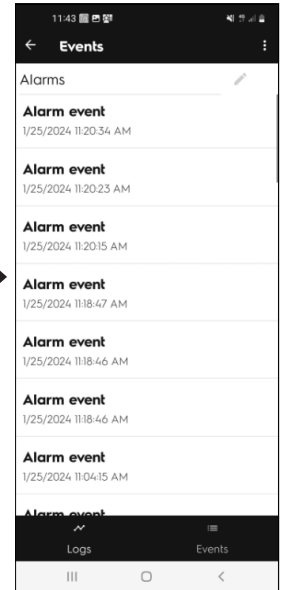 11:43
Events
Alarms
Alarm event
1/25/2024 11:20:34 AM
Alarm event
1/25/2024 11:20:23 AM
Alarm event
1/25/2024 11:20:15 AM
Alarm event
1/25/2024 11:18:47 AM
Alarm event
1/25/2024 11:18:46 AM
Alarm event
1/25/2024 11:18:46 AM
Alarm event
1/25/2024 11:04:15 AM
Alarm event
Logs
Events